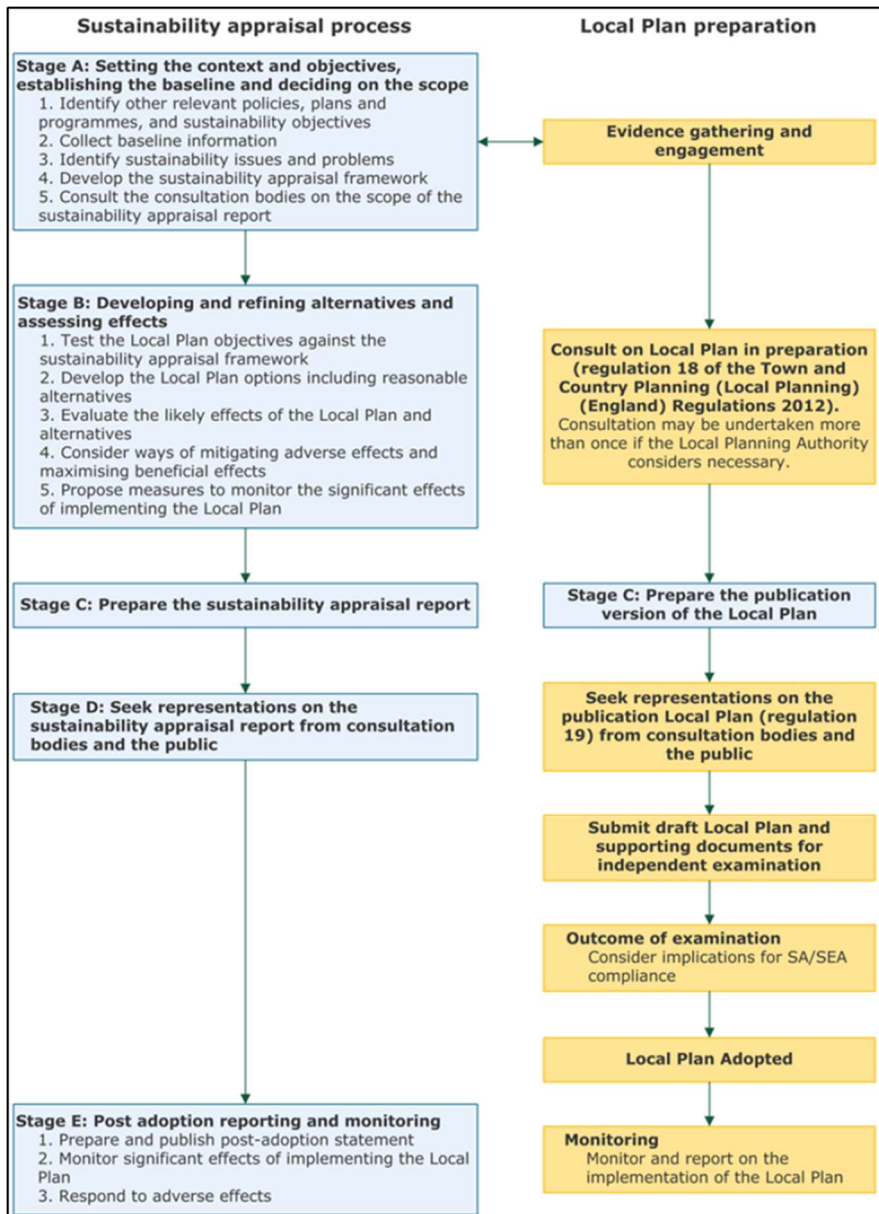 Sustainability appraisal process
Stage A: Setting the context and objectives,
establishing the baseline and deciding on the scope
1. Identify other relevant policies, plans and
programmes, and sustainability objectives
2. Collect baseline information
3. Identify sustainability issues and problems
4. Develop the sustainability appraisal framework
5. Consult the consultation bodies on the scope of the
sustainability appraisal report
Stage B: Developing and refining alternatives and
assessing effects
1. Test the Local Plan objectives against the
sustainability appraisal framework
2. Develop the Local Plan options including reasonable
alternatives
3. Evaluate the likely effects of the Local Plan and
alternatives
4. Consider ways of mitigating adverse effects and
maximising beneficial effects
5. Propose measures to monitor the significant effects
of implementing the Local Plan
Stage C: Prepare the sustainability appraisal report
Stage D: Seek representations on the
sustainability appraisal report from consultation
bodies and the public
Stage E: Post adoption reporting and monitoring
1. Prepare and publish post-adoption statement
2. Monitor significant effects of implementing the Local
Plan
3. Respond to adverse effects
Local Plan preparation
Evidence gathering and
engagement
Consult on Local Plan in preparation
(regulation 18 of the Town and
Country Planning (Local Planning)
(England) Regulations 2012).
Consultation may be undertaken more
than once if the Local Planning Authority
considers necessary.
Stage C: Prepare the publication
version of the Local Plan
Seek representations on the
publication Local Plan (regulation
19) from consultation bodies and
the public
Submit draft Local Plan and
supporting documents for
independent examination
Outcome of examination
Consider implications for SA/SEA
compliance
Local Plan Adopted
Monitoring
Monitor and report on the
implementation of the Local Plan